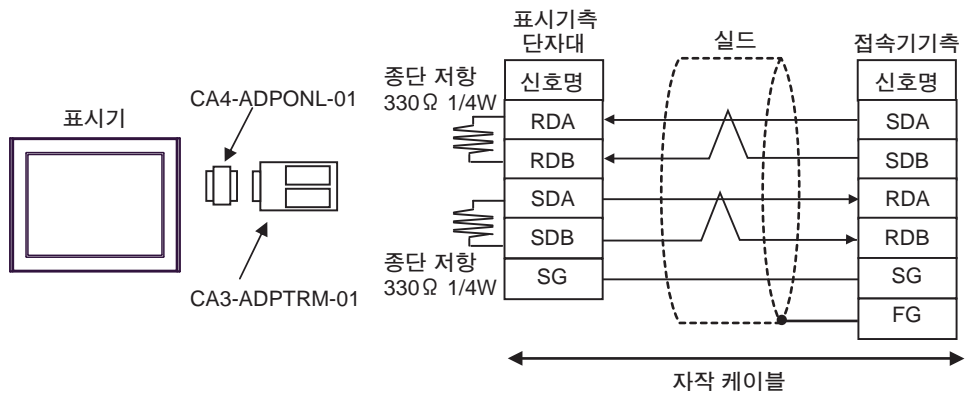 표시기
CA4-ADPONL-01
CA3-ADPTRM-01
종단 저항
330Ω 1/4W
종단 저항
330Ω 1/4W
표시기측
단자대
신호명
RDA
RDB
SDA
SDB
SG
실드
접속기기측
신호명
SDA
SDB
RDA
RDB
SG
FG
자작 케이블